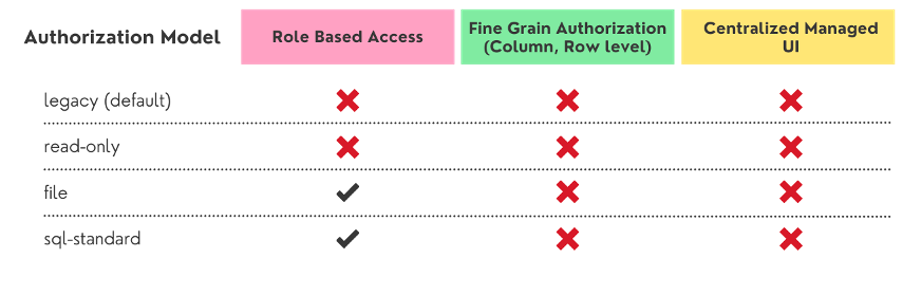 Authorization Model
Role Based Access
Fine Grain Authorization
(Column, Row level)
Centralized Managed
UI
legacy (default)
read-only
file
sql-standard